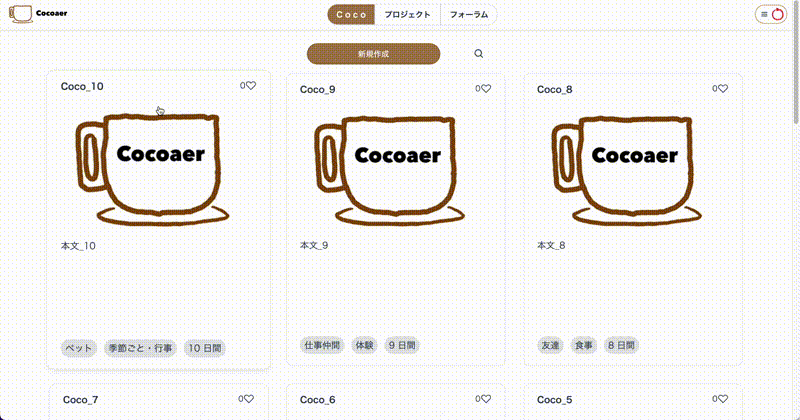 Cocoaer
Coco プロジェクト フォーラム
新規作成
Coco_10 0
Cocoaer
本文_10
ペット 季節ごと・行事 10 日間
Coco_9 0
Cocoaer
本文_9
仕事仲間 体験 9 日間
Coco_8 0
Cocoaer
本文_8
友達 食事 8 日間
Coco_7 0
Coco_6 0
Coco_5 0